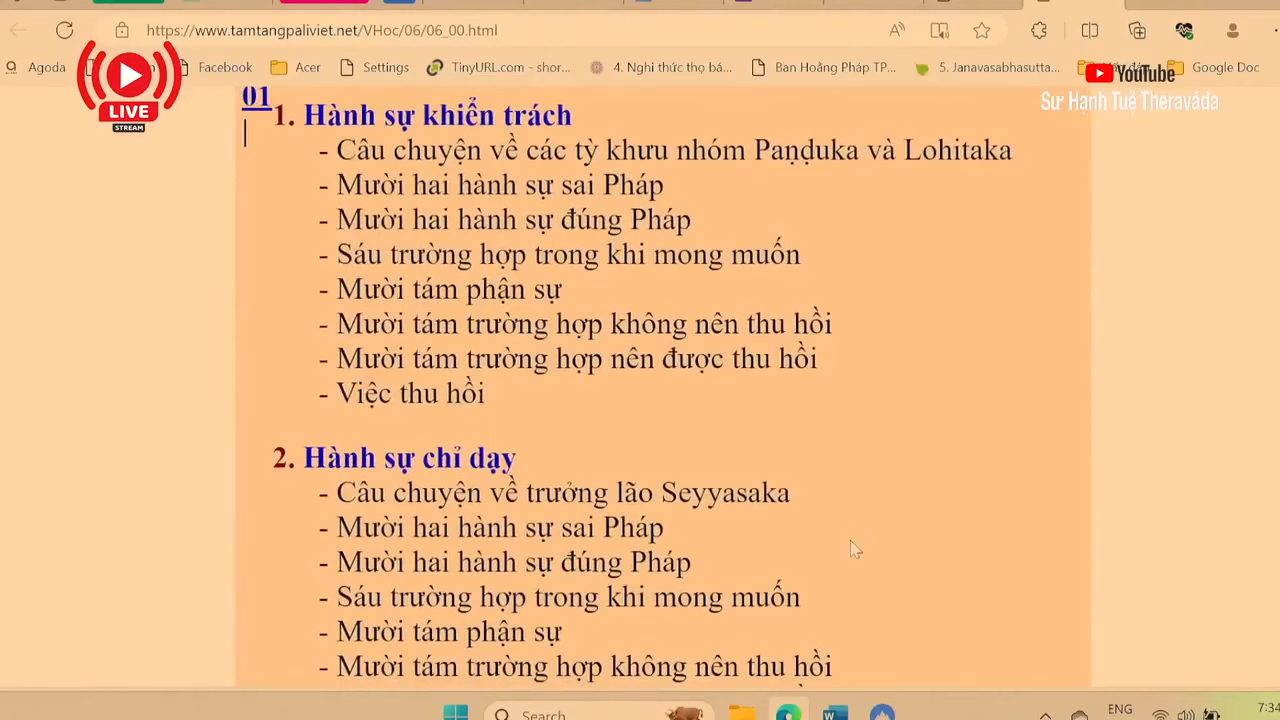 https://www.tamtangpaliviet.net/VHoc/06/06_00.html
Agoda
Facebook
Acer
Settings
TinyURL.com - shor...
4. Nghi thức thọ bá...
Ban Hoằng Pháp TP...
5. Janavasabhasutta...
Google Doc
LIVE
STREAM
YouTube
Sư Hạnh Tuệ Theravāda
01
1. Hành sự khiển trách
- Câu chuyện về các tỳ khưu nhóm Paṇḍuka và Lohitaka
- Mười hai hành sự sai Pháp
- Mười hai hành sự đúng Pháp
- Sáu trường hợp trong khi mong muốn
- Mười tám phận sự
- Mười tám trường hợp không nên thu hồi
- Mười tám trường hợp nên được thu hồi
- Việc thu hồi
2. Hành sự chỉ dạy
- Câu chuyện về trưởng lão Seyyasaka
- Mười hai hành sự sai Pháp
- Mười hai hành sự đúng Pháp
- Sáu trường hợp trong khi mong muốn
- Mười tám phận sự
- Mười tám trường hợp không nên thu hồi
Search
ENG
7:34